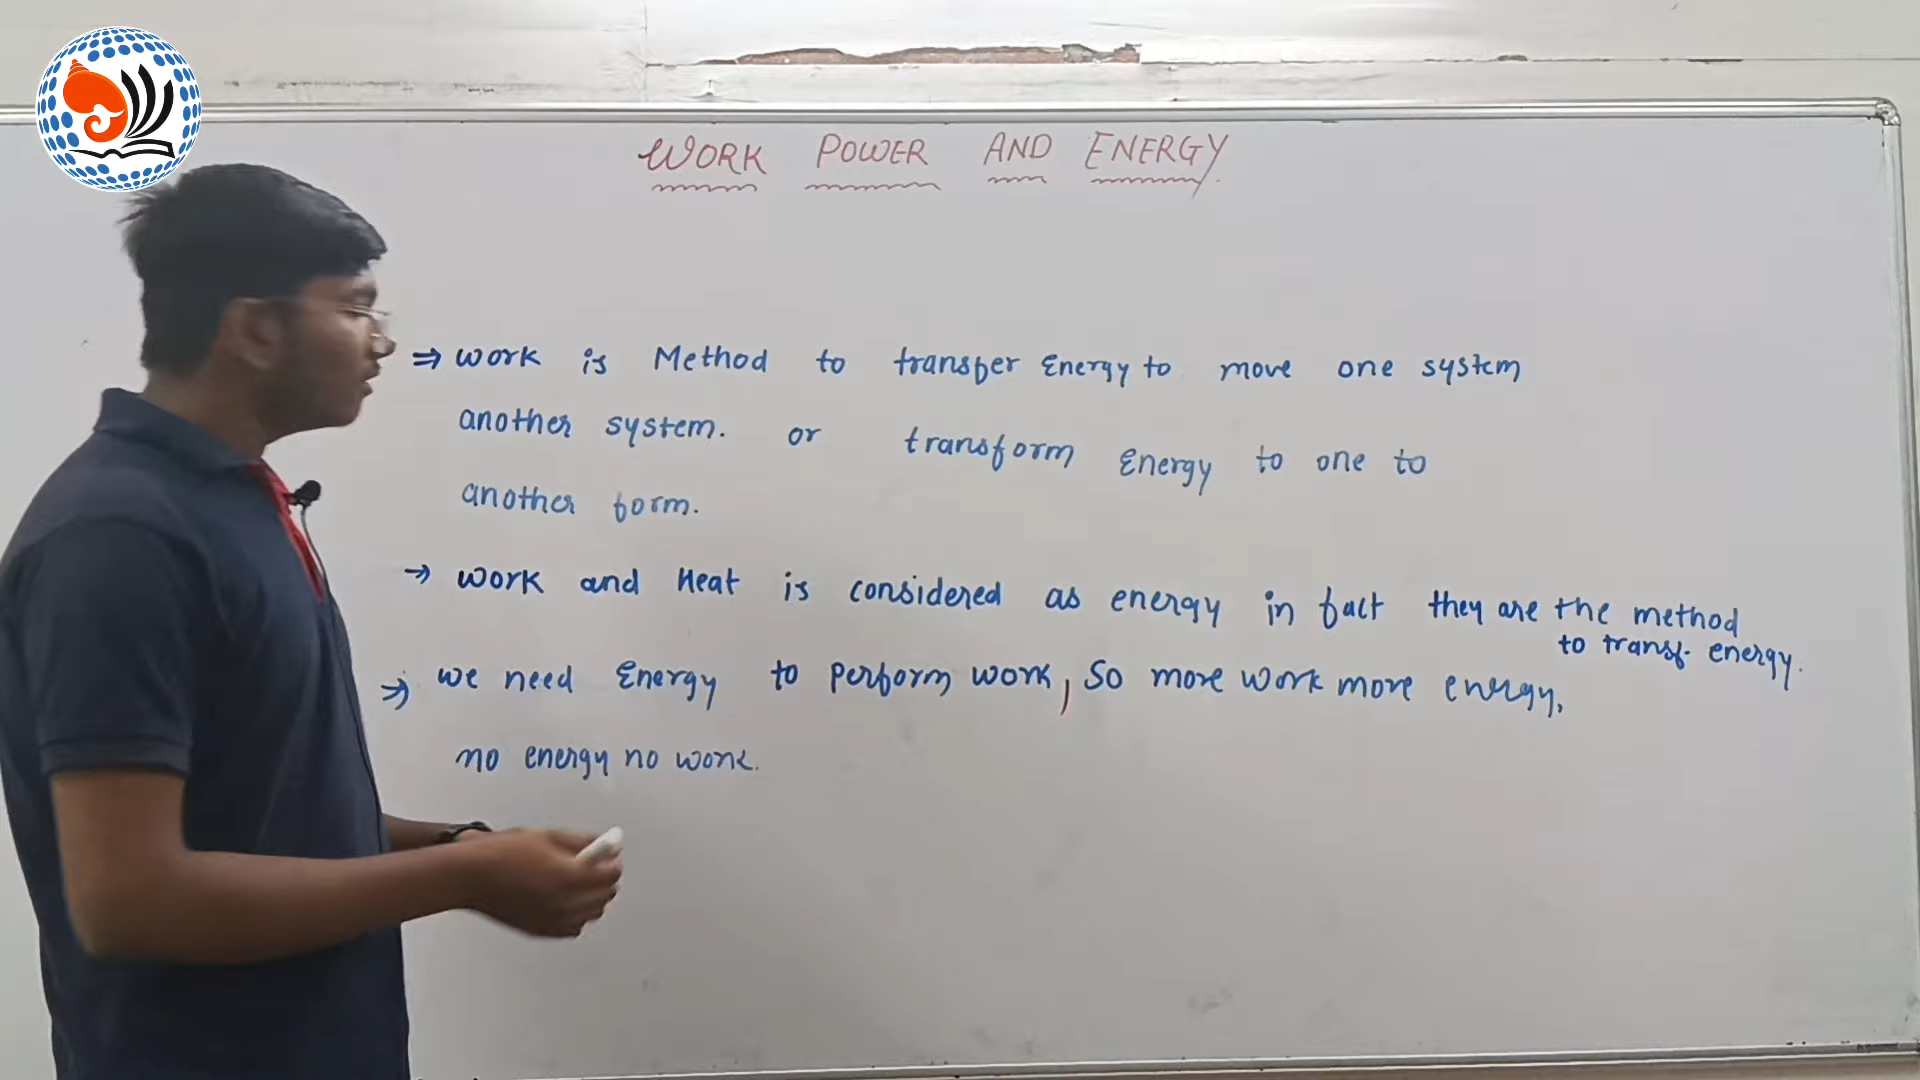 WORK POWER AND ENERGY.
⇒ work is Method to transfer Energy to move one system
another system. or transform Energy to one to
another form.
→ work and Heat is considered as energy in fact they are the method
to transf. energy.
⇒ we need Energy to perform work, So more work more energy,
no energy no work.